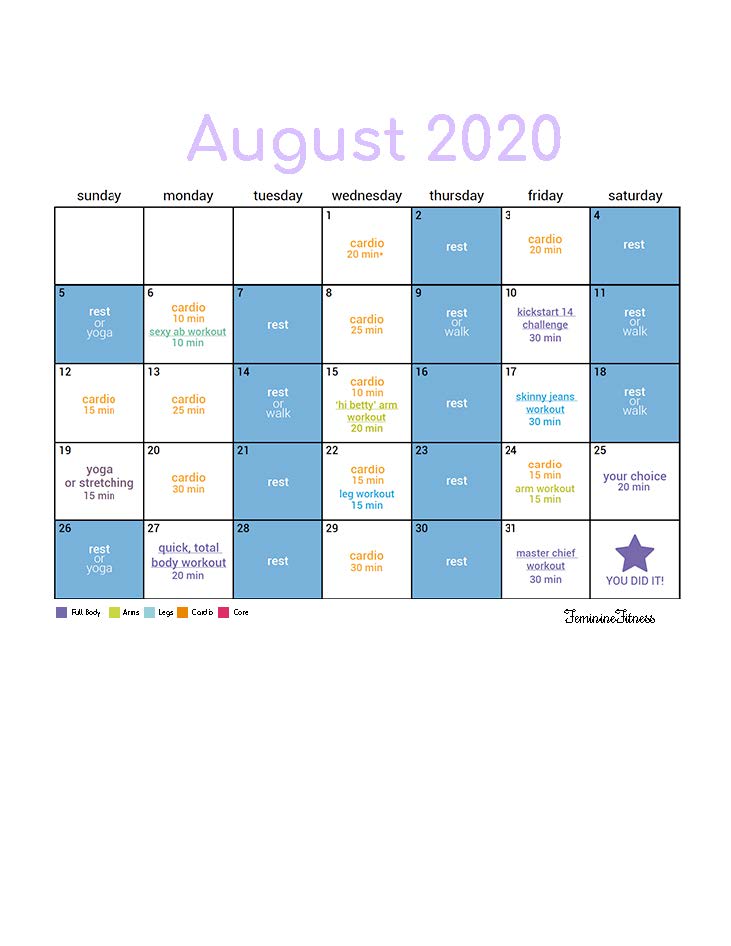 August 2020
sunday monday tuesday wednesday thursday friday saturday
1
cardio
20 min*
2
rest
3
cardio
20 min
4
rest
5
rest
or
yoga
6
cardio
10 min
sexy ab workout
10 min
7
rest
8
cardio
25 min
9
rest
or
walk
10
kickstart 14
challenge
30 min
11
rest
or
walk
12
cardio
15 min
13
cardio
25 min
14
rest
or
walk
15
cardio
10 min
'hi betty' arm
workout
20 min
16
rest
17
skinny jeans
workout
30 min
18
rest
or
walk
19
yoga
or stretching
15 min
20
cardio
30 min
21
rest
22
cardio
15 min
leg workout
15 min
23
rest
24
cardio
15 min
arm workout
15 min
25
your choice
20 min
26
rest
or
yoga
27
quick, total
body workout
20 min
28
rest
29
cardio
30 min
30
rest
31
master chief
workout
30 min
YOU DID IT!
Full Body Arms Legs Cardio Core
FeminineFitness